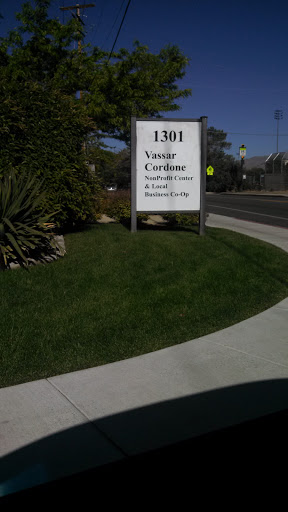 1301
Vassar
Cordone
NonProfit Center
& Local
Business Co-Op